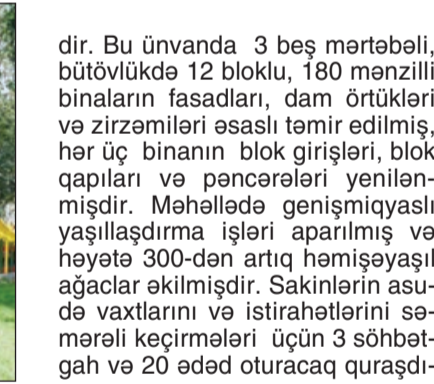 dir. Bu ünvanda 3 beş mərtəbəli,
bütövlükdə 12 bloklu, 180 mənzilli
binaların fasadları, dam örtükləri
və zirzəmiləri əsaslı təmir edilmiş,
hər üç binanın blok girişləri, blok
qapıları və pəncərələri yenilən-
mişdir. Məhəllədə genişmiqyaslı
yaşıllaşdırma işləri aparılmış və
həyətə 300-dən artıq həmişəyaşıl
ağaclar əkilmişdir. Sakinlərin asu-
də vaxtlarını və istirahətlərini sə-
mərəli keçirmələri üçün 3 söhbət-
gah və 20 ədəd oturacaq quraşdı-